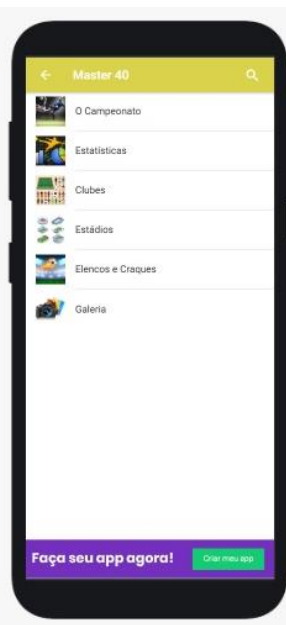 Master 40
O Campeonato
Estatísticas
Clubes
Estádios
Elencos e Craques
Galeria
Faça seu app agora!
Criar meu app